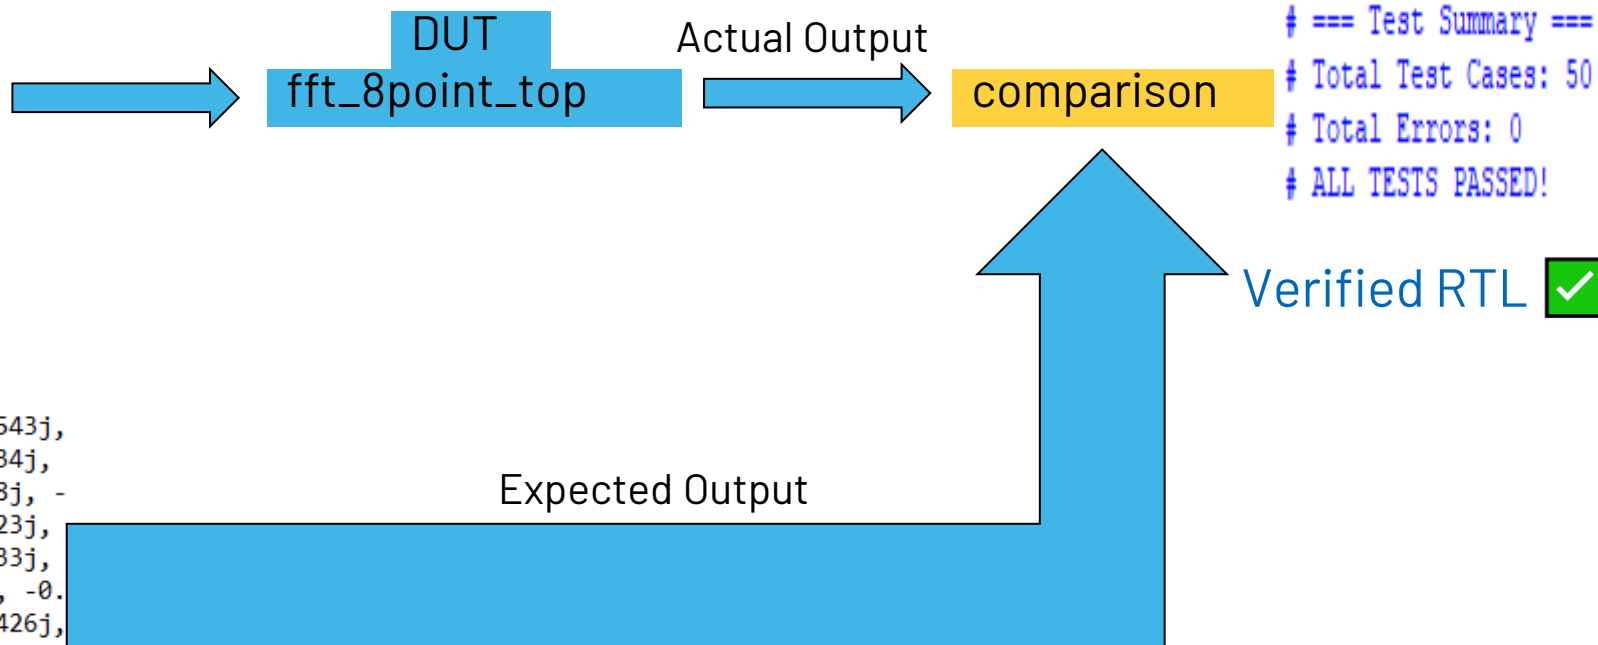 DUT
fft_8point_top
Actual Output
comparison
# === Test Summary ===
# Total Test Cases: 50
# Total Errors: 0
# ALL TESTS PASSED!
Verified RTL
543j,
34j,
3j, -
23j,
33j,
, -0.
426j,
Expected Output